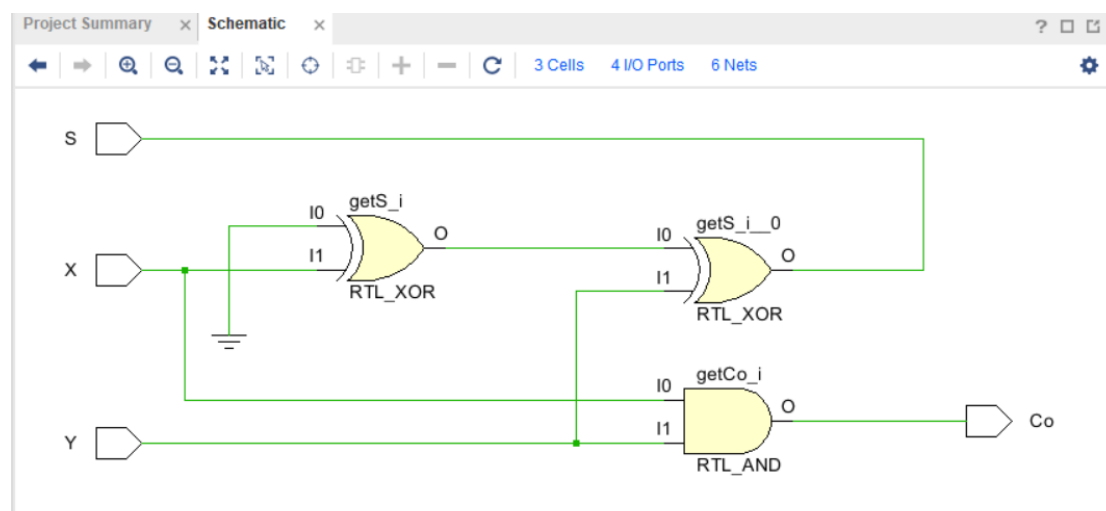 Project Summary × Schematic × ?
3 Cells 4 I/O Ports 6 Nets
S
getS_i
I0
O
I1
RTL_XOR
getS_i__0
I0
O
I1
RTL_XOR
X
getCo_i
I0
O
I1
RTL_AND
Y
Co